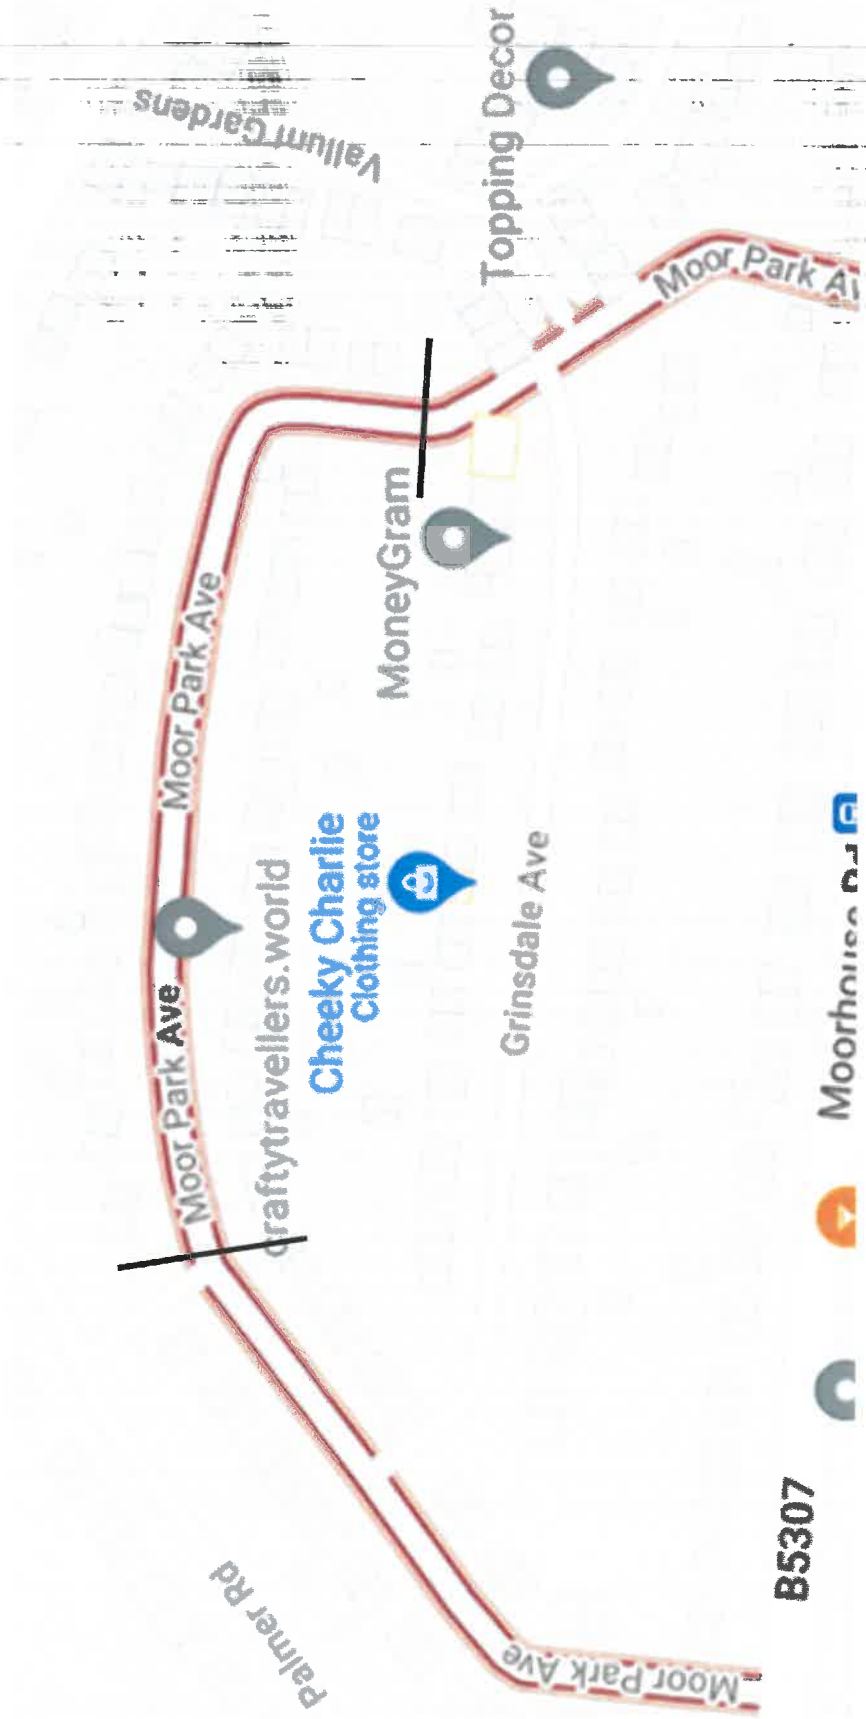 Vallum Gardens
Topping Decor
Moor Park Av
MoneyGram
Moor Park Ave
Cheeky Charlie
Clothing store
craftytravellers.world
Grinsdale Ave
Moor Park Ave
Moorhouse Rd
B5307
Palmer Rd
Moor Park Ave